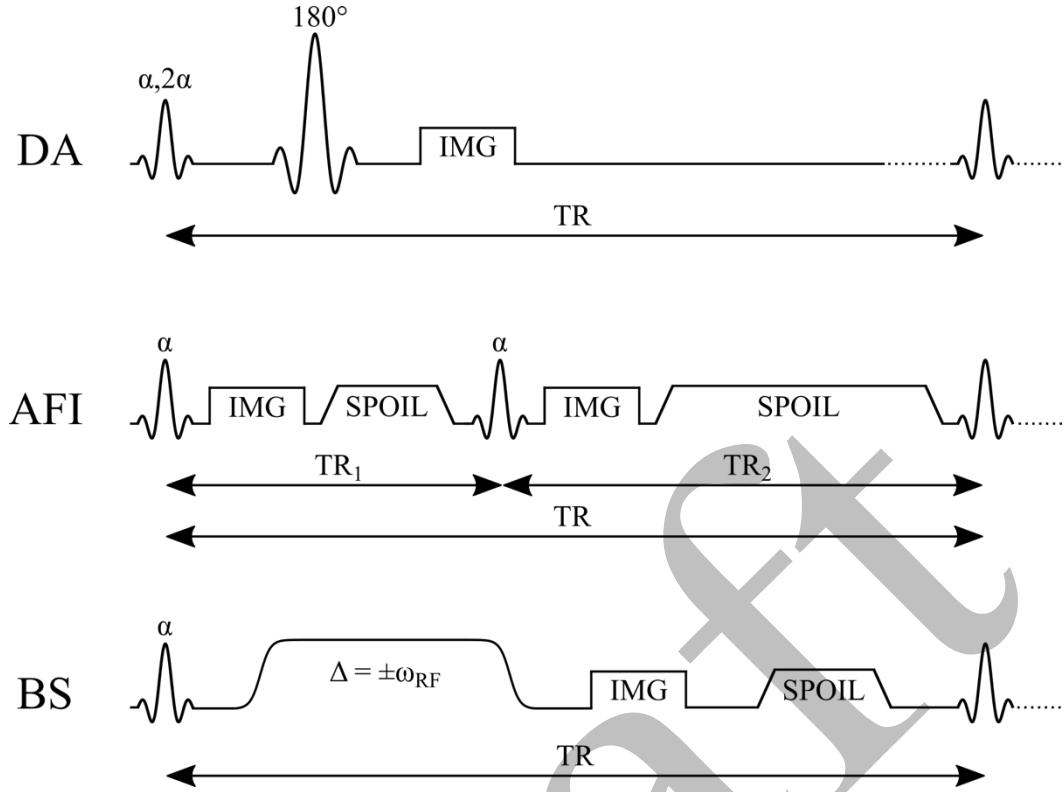 180°
α,2α
DA
IMG
TR
α α
AFI
IMG SPOIL IMG SPOIL
TR₁ TR₂
TR
α
Δ = ±ω_RF
BS
IMG SPOIL
TR